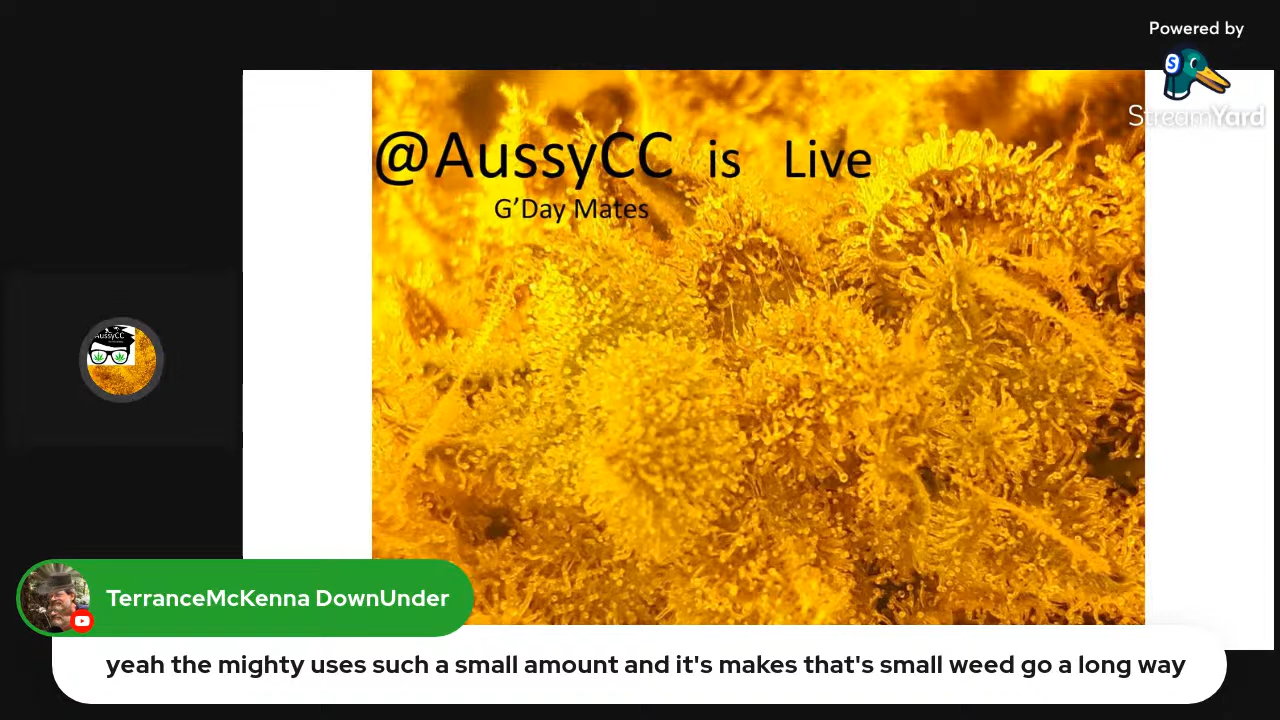 Powered by
StreamYard
@AussyCC is Live
G'Day Mates
AussyCC
TerranceMcKenna DownUnder
yeah the mighty uses such a small amount and it's makes that's small weed go a long way